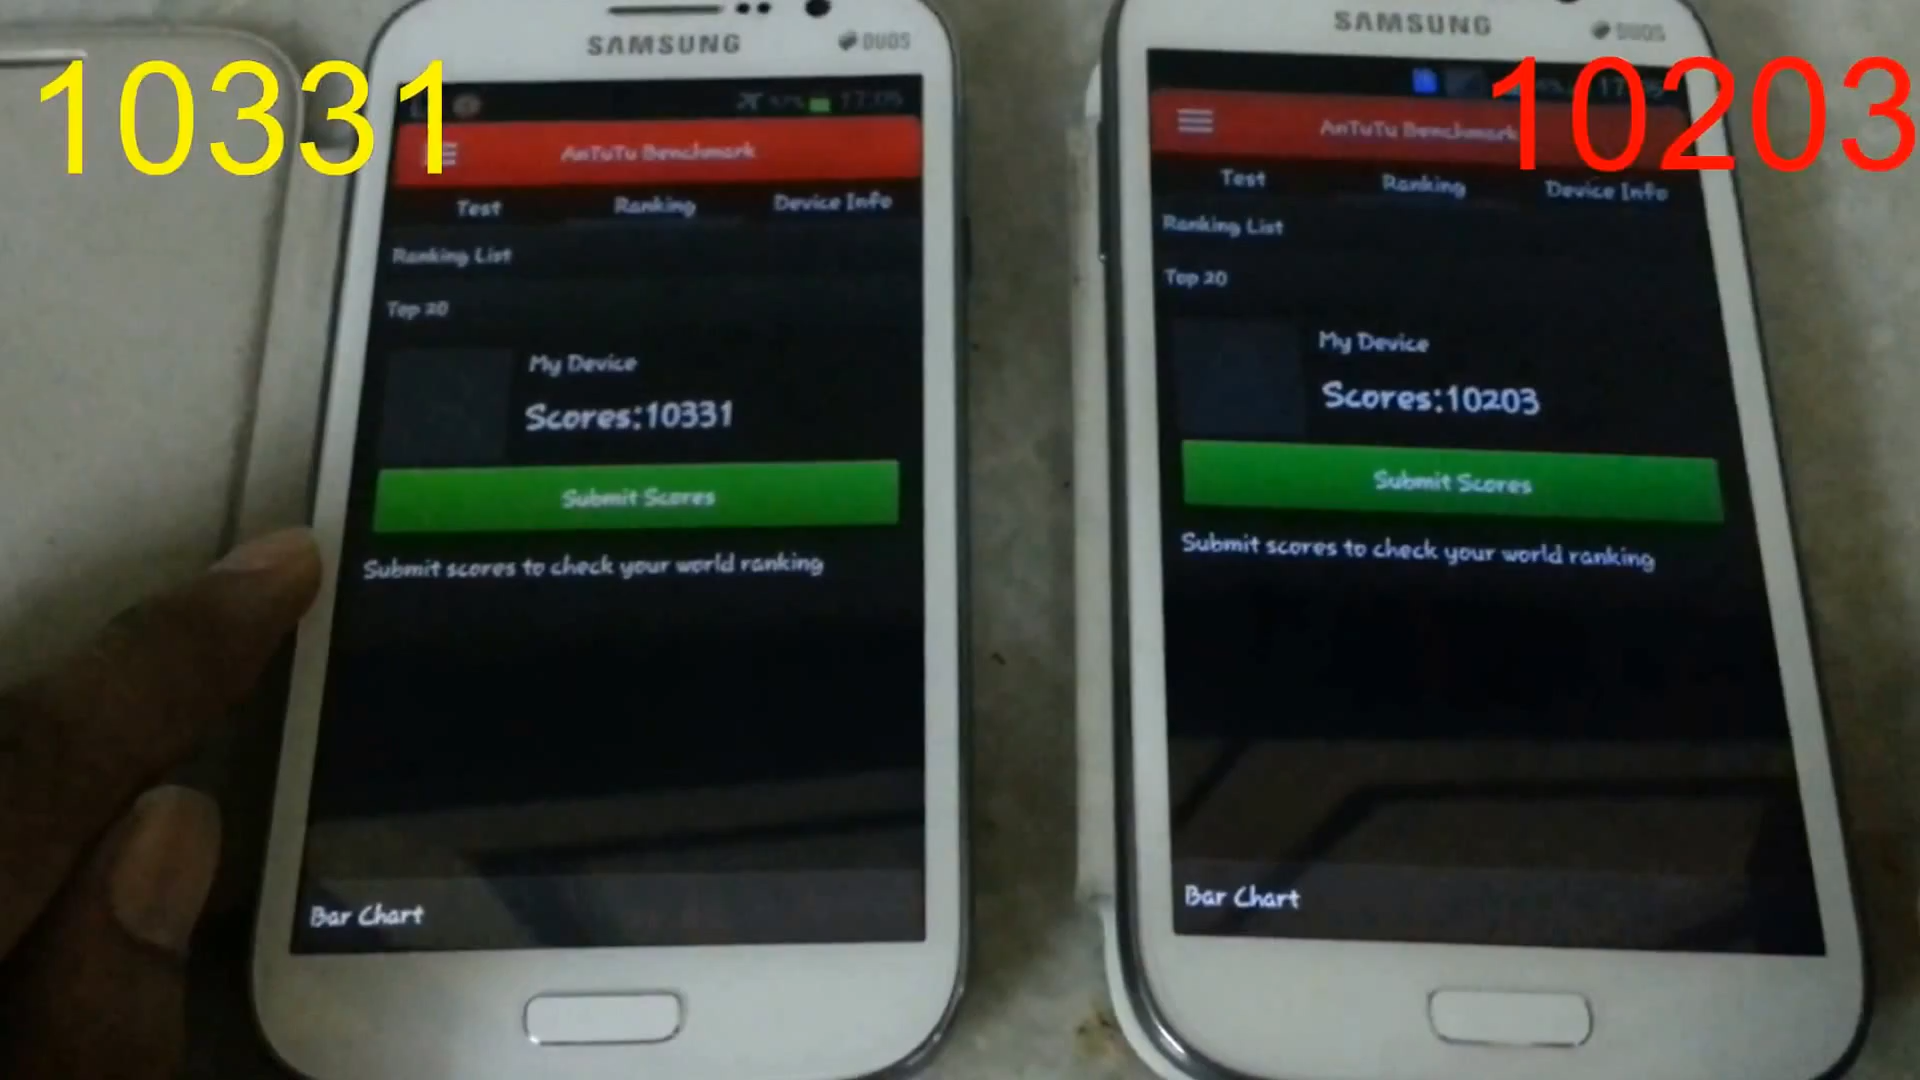 10331
SAMSUNG
DUOS
17:05
AnTuTu Benchmark
Test
Ranking
Device Info
Ranking List
Top 20
My Device
Scores:10331
Submit Scores
Submit scores to check your world ranking
Bar Chart
10203
SAMSUNG
DUOS
AnTuTu Benchmark
Test
Ranking
Device Info
Ranking List
Top 20
My Device
Scores:10203
Submit Scores
Submit scores to check your world ranking
Bar Chart